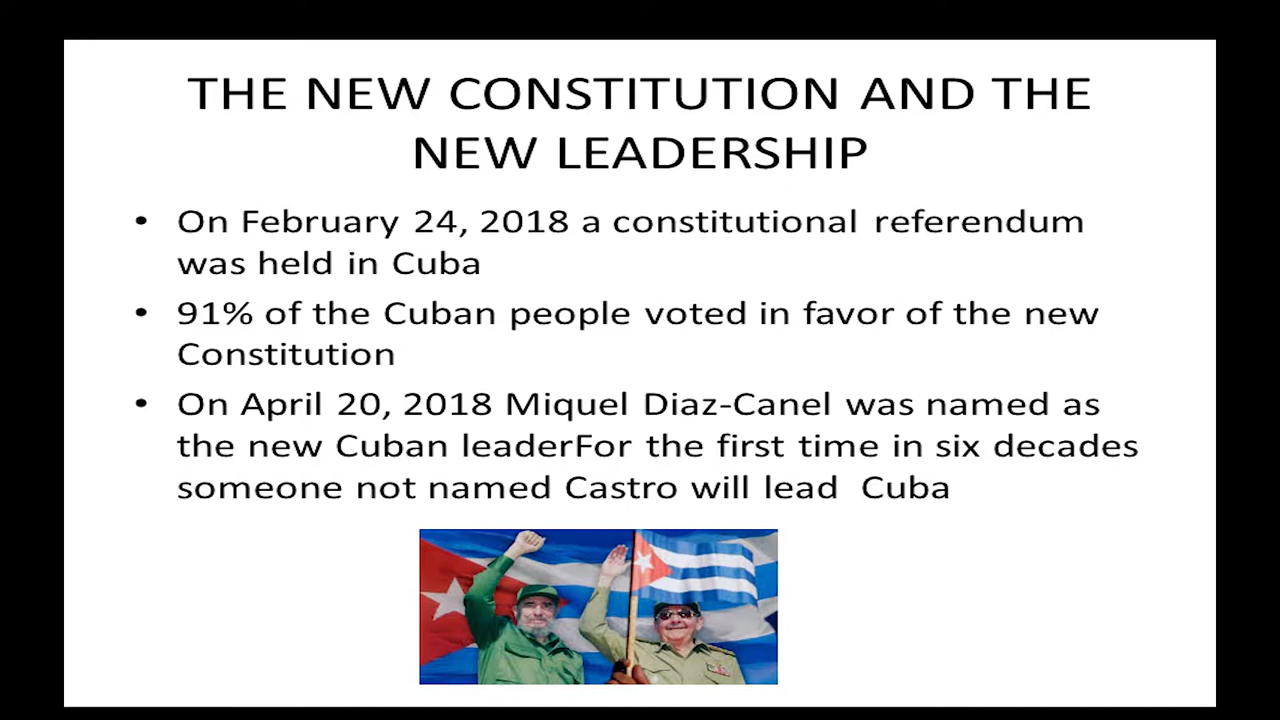 THE NEW CONSTITUTION AND THE
NEW LEADERSHIP
• On February 24, 2018 a constitutional referendum
was held in Cuba
• 91% of the Cuban people voted in favor of the new
Constitution
• On April 20, 2018 Miquel Diaz-Canel was named as
the new Cuban leaderFor the first time in six decades
someone not named Castro will lead  Cuba